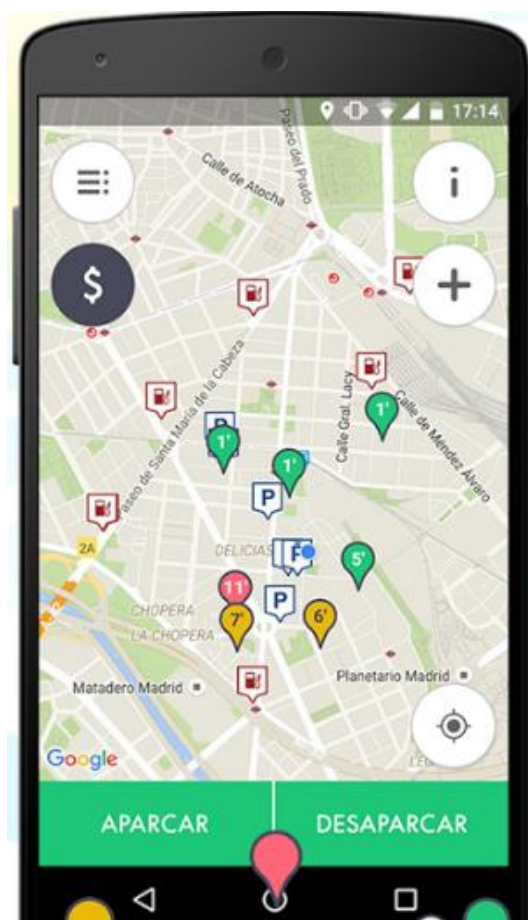 17:14
Paseo del Prado
Calle de Atocha
i
$
+
Paseo de Santa María de la Cabeza
Calle Gral. Lacy
Calle de Méndez Álvaro
1'
1'
1'
P
P
2A
DELICIAS
P
5'
11'
P
CHOPERA
LA CHOPERA
7'
6'
Planetario Madrid
Matadero Madrid
Google
APARCAR
DESAPARCAR